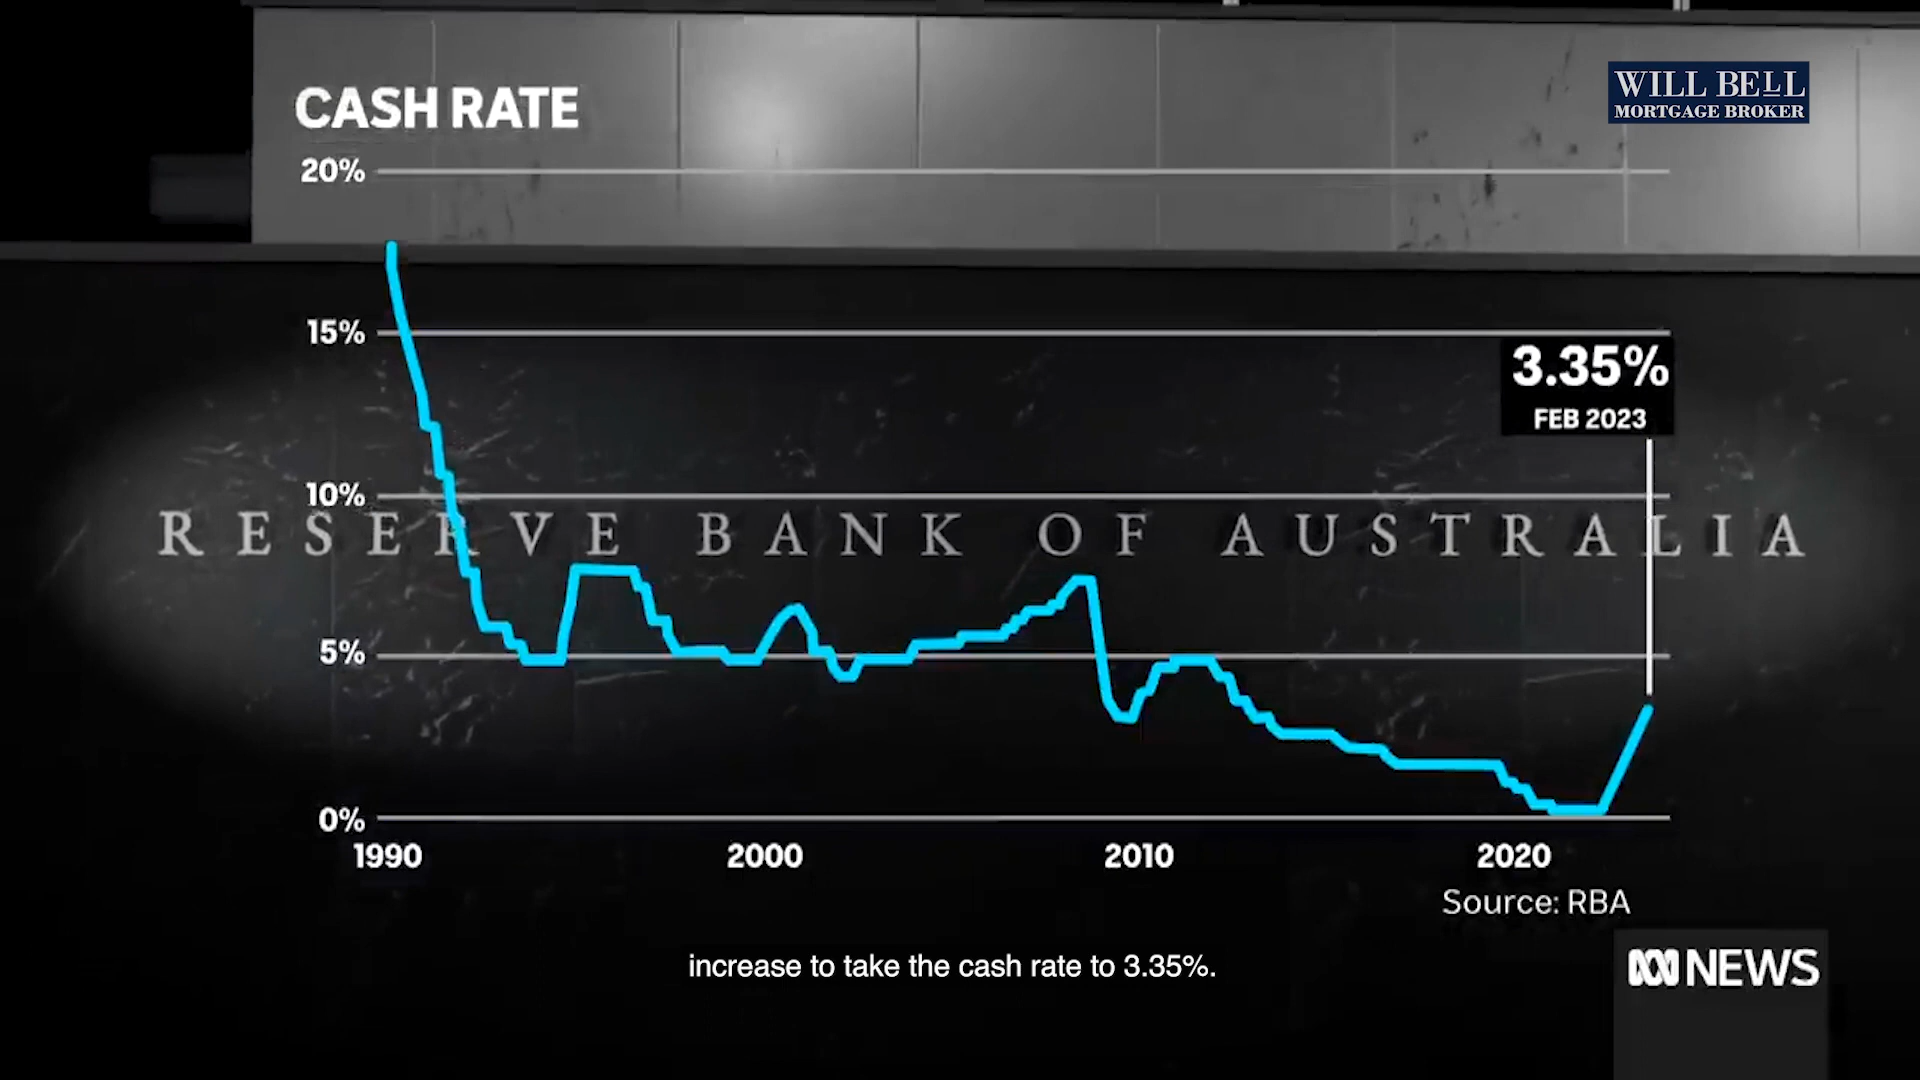 WILL BELL
MORTGAGE BROKER
CASH RATE
20%
15%
3.35%
FEB 2023
10%
RESERVE BANK OF AUSTRALIA
5%
0%
1990 2000 2010 2020
Source: RBA
increase to take the cash rate to 3.35%.
NEWS